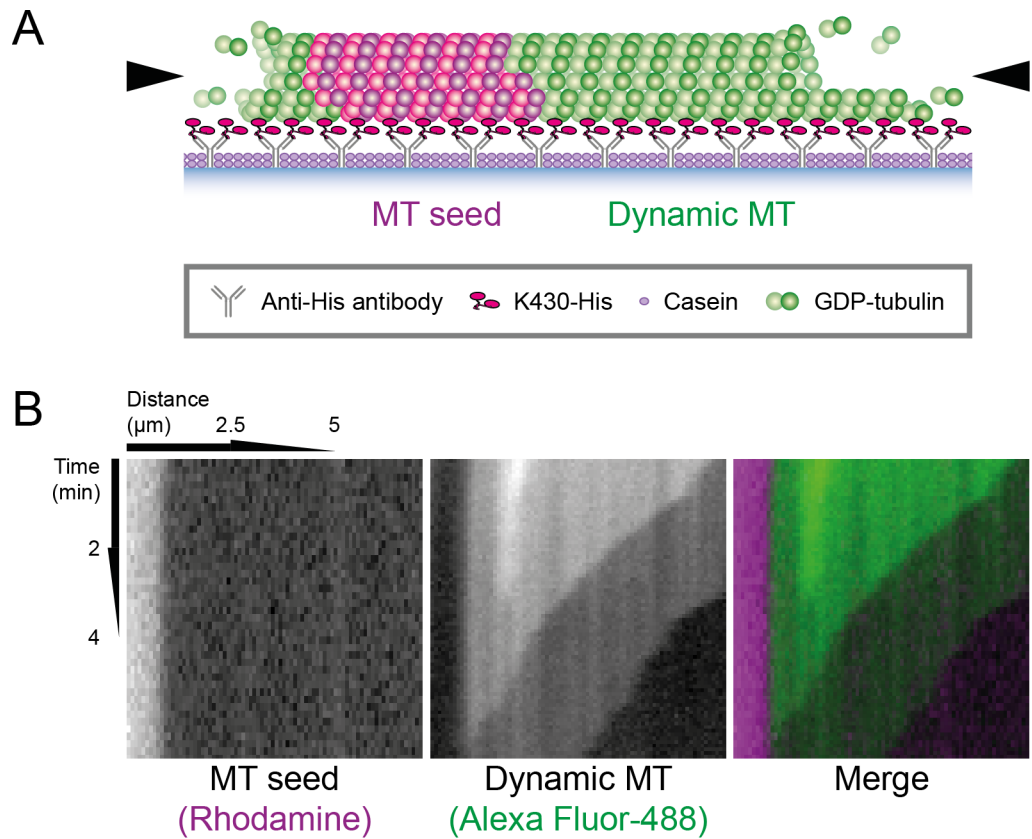 A
MT seed
Dynamic MT
Anti-His antibody
K430-His
Casein
GDP-tubulin
B
Distance
(μm)
2.5
5
Time
(min)
2
4
MT seed
(Rhodamine)
Dynamic MT
(Alexa Fluor-488)
Merge